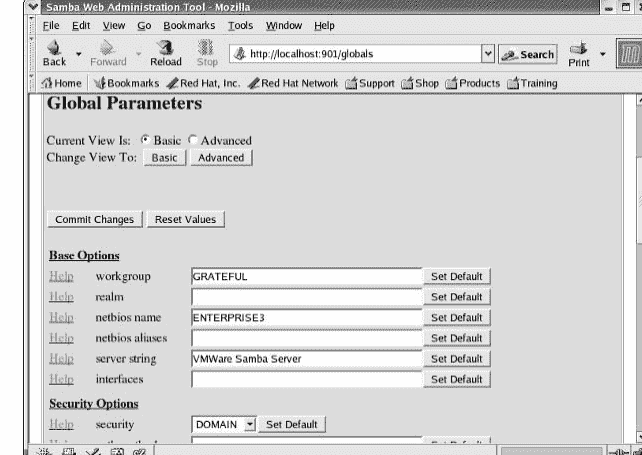 Samba Web Administration Tool - Mozilla
File Edit View Go Bookmarks Tools Window Help
Back Forward Reload Stop http://localhost:901/globals Search Print
Home Bookmarks Red Hat, Inc. Red Hat Network Support Shop Products Training
Global Parameters
Current View Is: Basic Advanced
Change View To: Basic Advanced
Commit Changes Reset Values
Base Options
Help workgroup GRATEFUL Set Default
Help realm Set Default
Help netbios name ENTERPRISE3 Set Default
Help netbios aliases Set Default
Help server string VMWare Samba Server Set Default
Help interfaces Set Default
Security Options
Help security DOMAIN Set Default